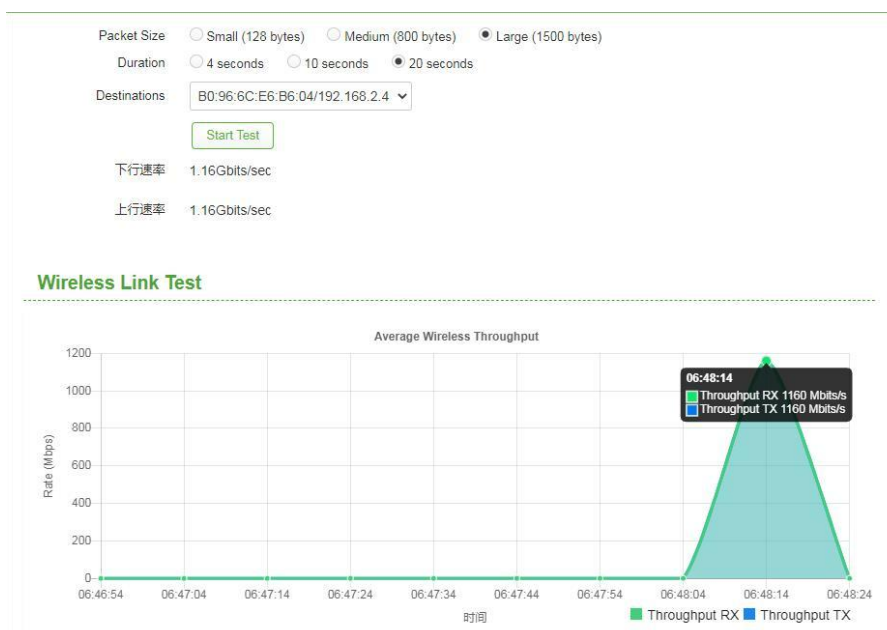 Packet Size Small (128 bytes) Medium (800 bytes) Large (1500 bytes)
Duration 4 seconds 10 seconds 20 seconds
Destinations B0:96:6C:E6:B6:04/192.168.2.4
Start Test
下行速率 1.16Gbits/sec
上行速率 1.16Gbits/sec
Wireless Link Test
Average Wireless Throughput
1200
1000
800
600
400
200
0
Rate (Mbps)
06:48:14
Throughput RX 1160 Mbits/s
Throughput TX 1160 Mbits/s
06:46:54 06:47:04 06:47:14 06:47:24 06:47:34 06:47:44 06:47:54 06:48:04 06:48:14 06:48:24
时间
Throughput RX Throughput TX